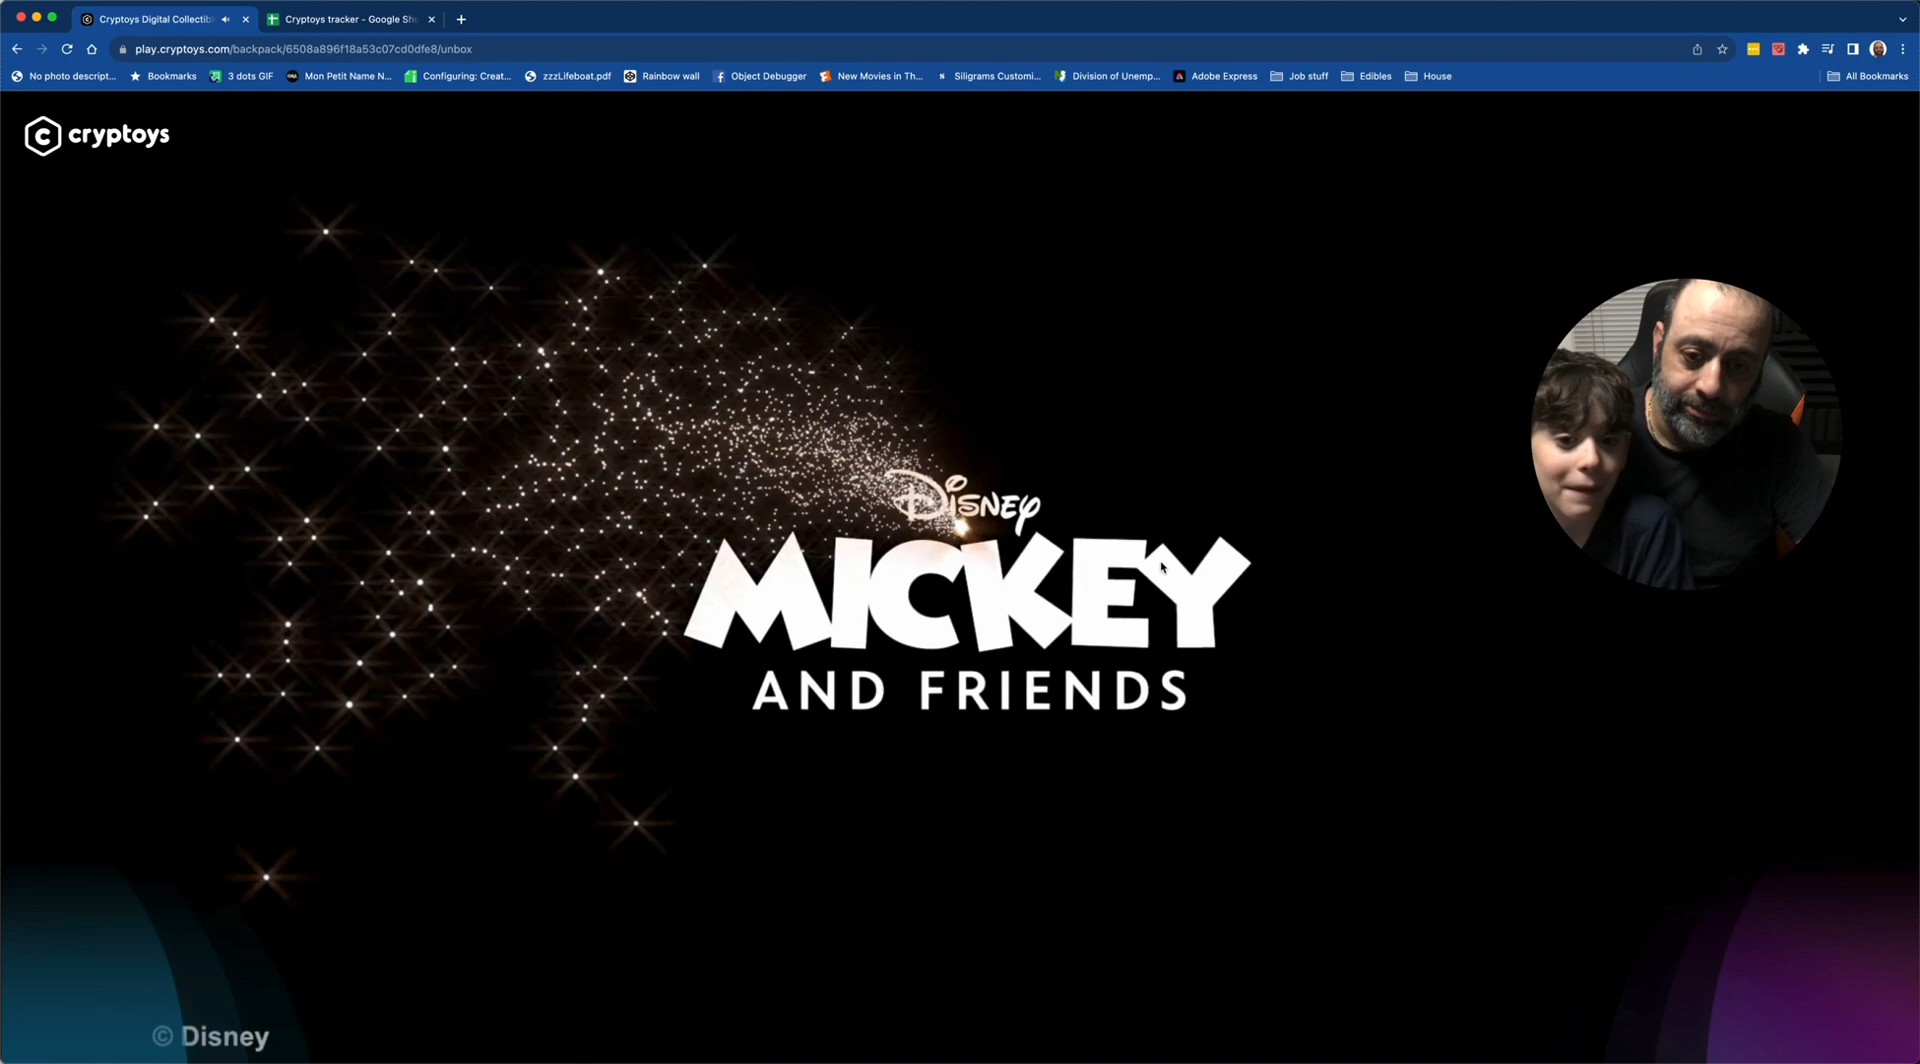 Cryptoys Digital Collectib
Cryptoys tracker - Google She
play.cryptoys.com/backpack/6508a896f18a53c07cd0dfe8/unbox
No photo descript...
Bookmarks
3 dots GIF
Mon Petit Name N...
Configuring: Creat...
zzzLifeboat.pdf
Rainbow wall
Object Debugger
New Movies in Th...
Siligrams Customi...
Division of Unemp...
Adobe Express
Job stuff
Edibles
House
All Bookmarks
cryptoys
Disney
MICKEY
AND FRIENDS
© Disney